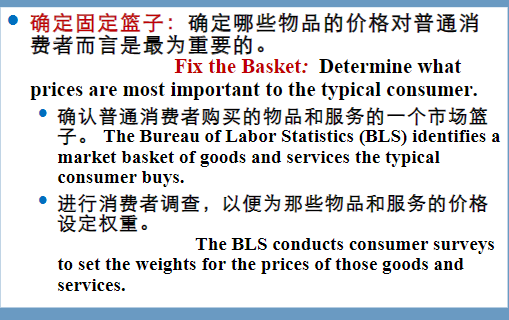 确定固定篮子：确定哪些物品的价格对普通消
费者而言是最为重要的。
Fix the Basket: Determine what
prices are most important to the typical consumer.
确认普通消费者购买的物品和服务的一个市场篮
子。 The Bureau of Labor Statistics (BLS) identifies a
market basket of goods and services the typical
consumer buys.
进行消费者调查，以便为那些物品和服务的价格
设定权重。
The BLS conducts consumer surveys
to set the weights for the prices of those goods and
services.